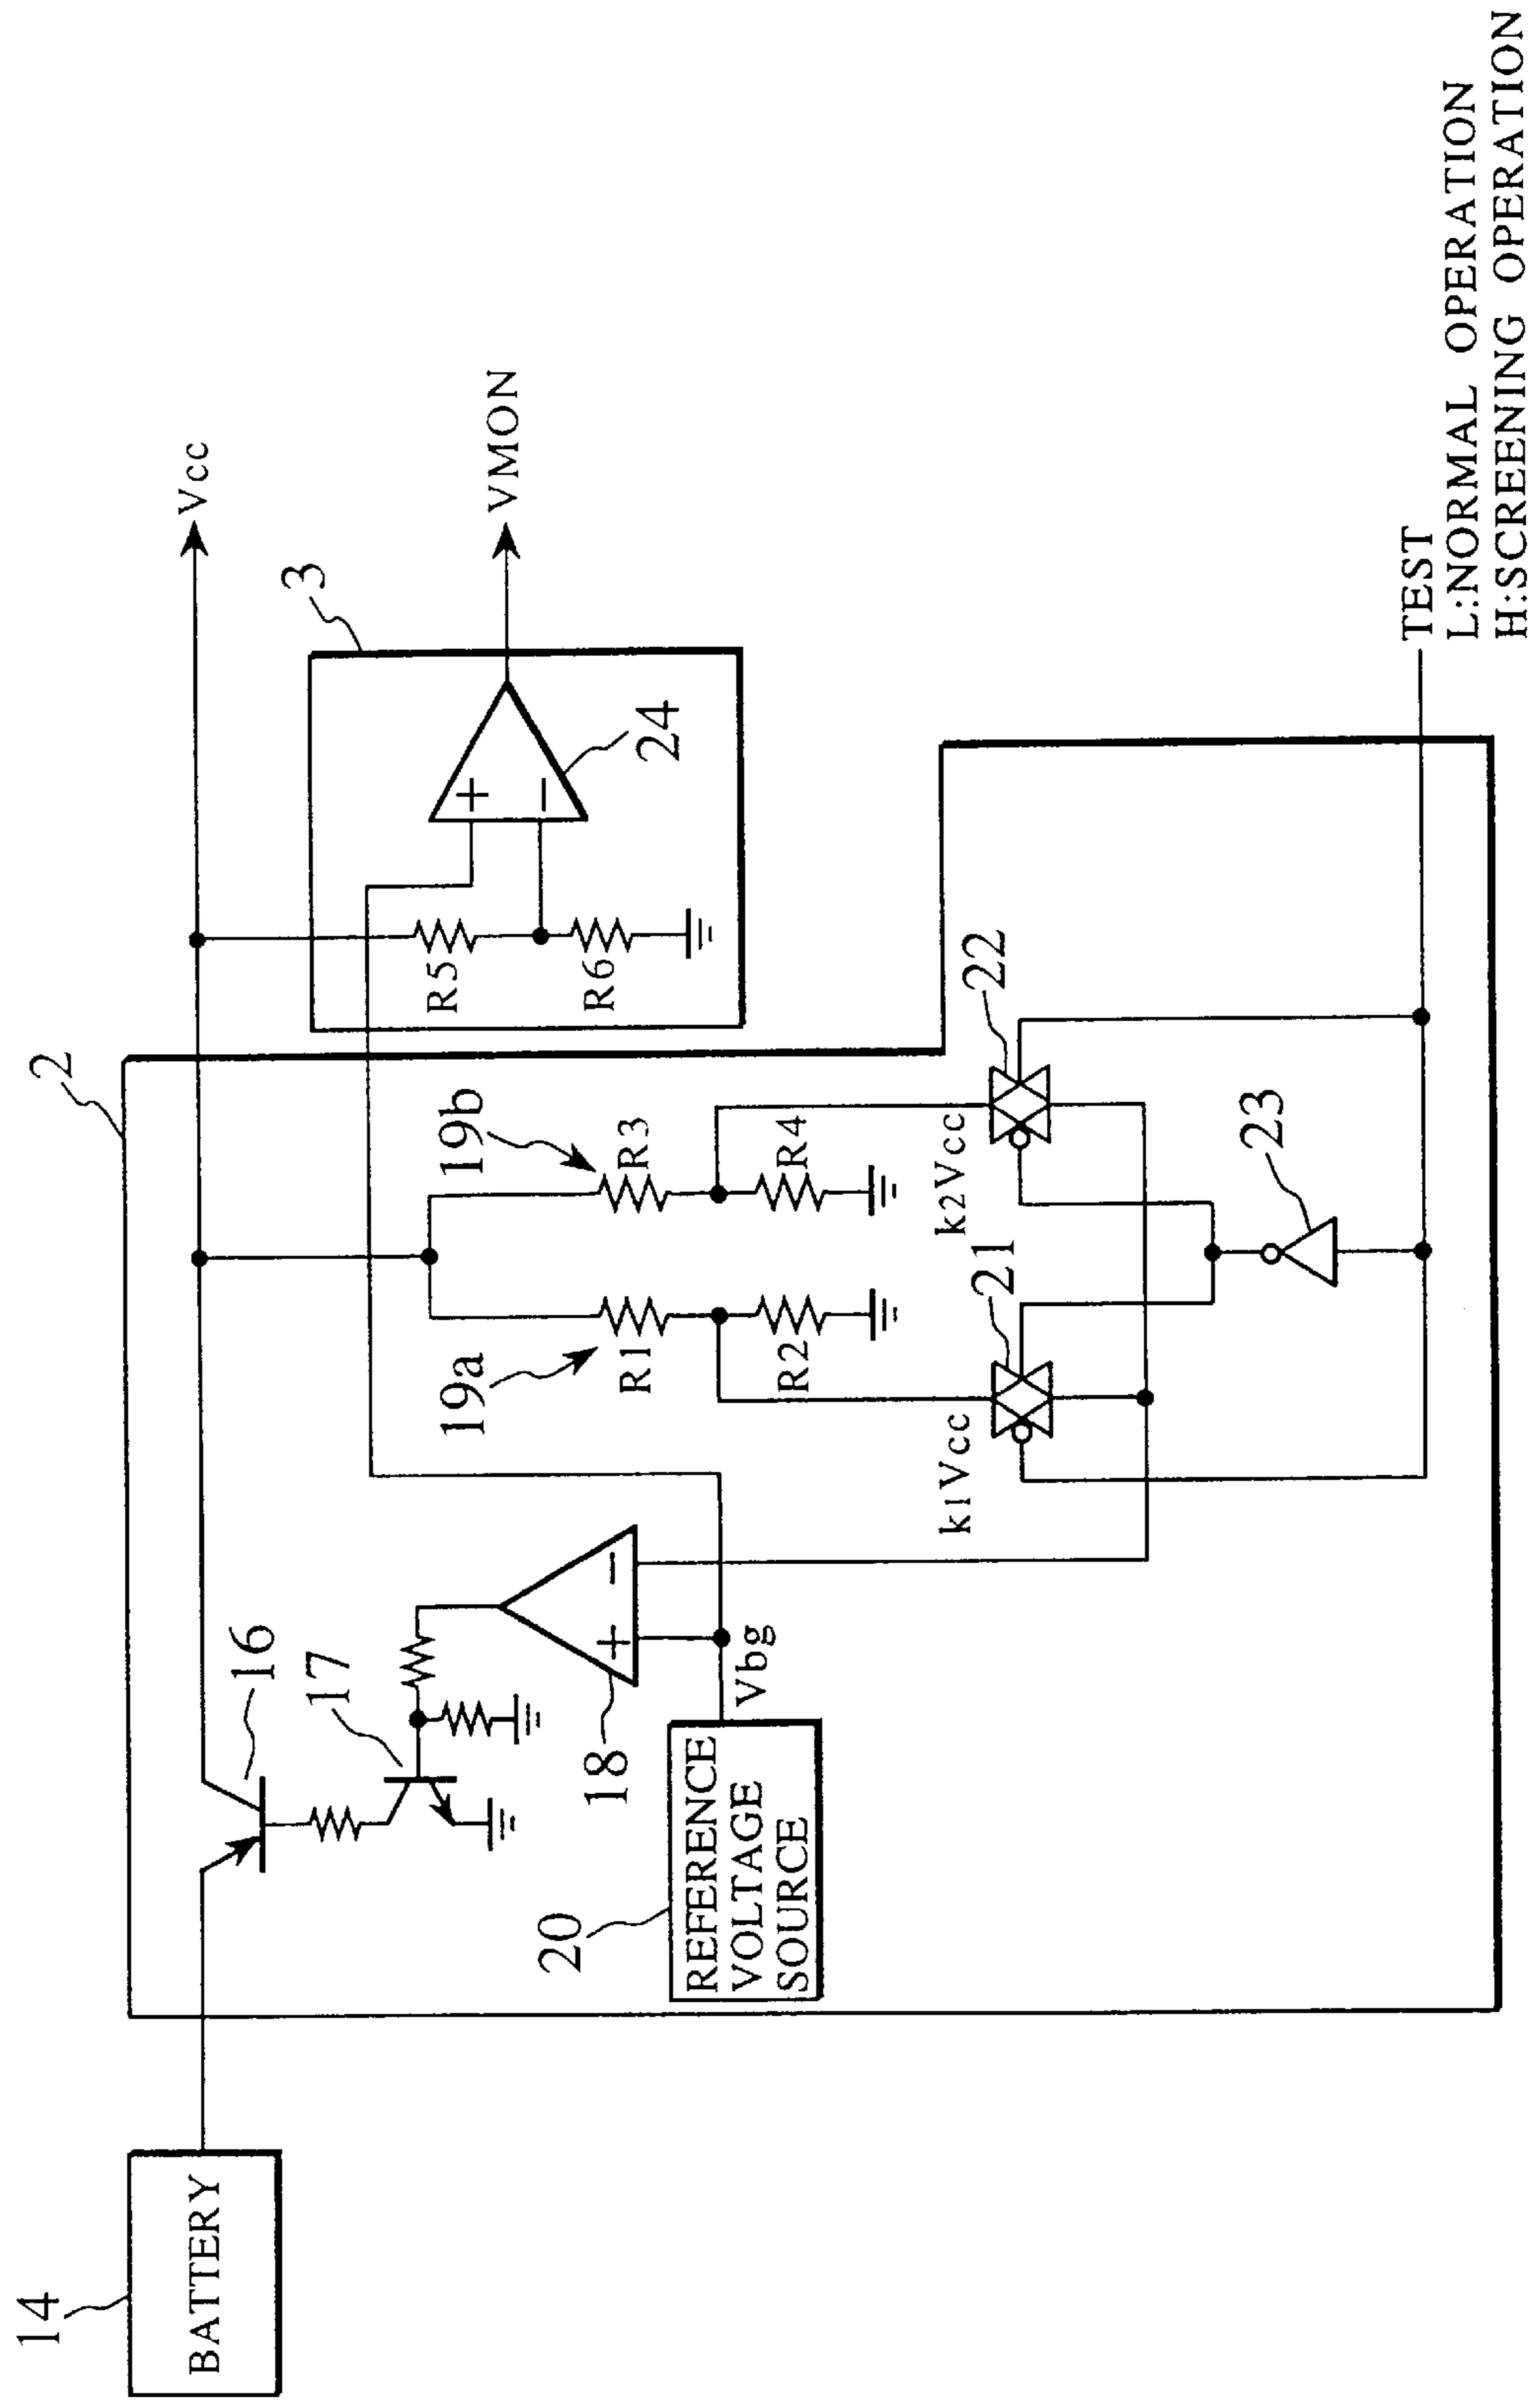 14
BATTERY
2
16
17
18
20
REFERENCE
VOLTAGE
SOURCE
Vbg
19a
R1
R2
19b
R3
R4
k1Vcc
21
k2Vcc
22
23
3
R5
R6
24
Vcc
VMON
TEST
L:NORMAL OPERATION
H:SCREENING OPERATION